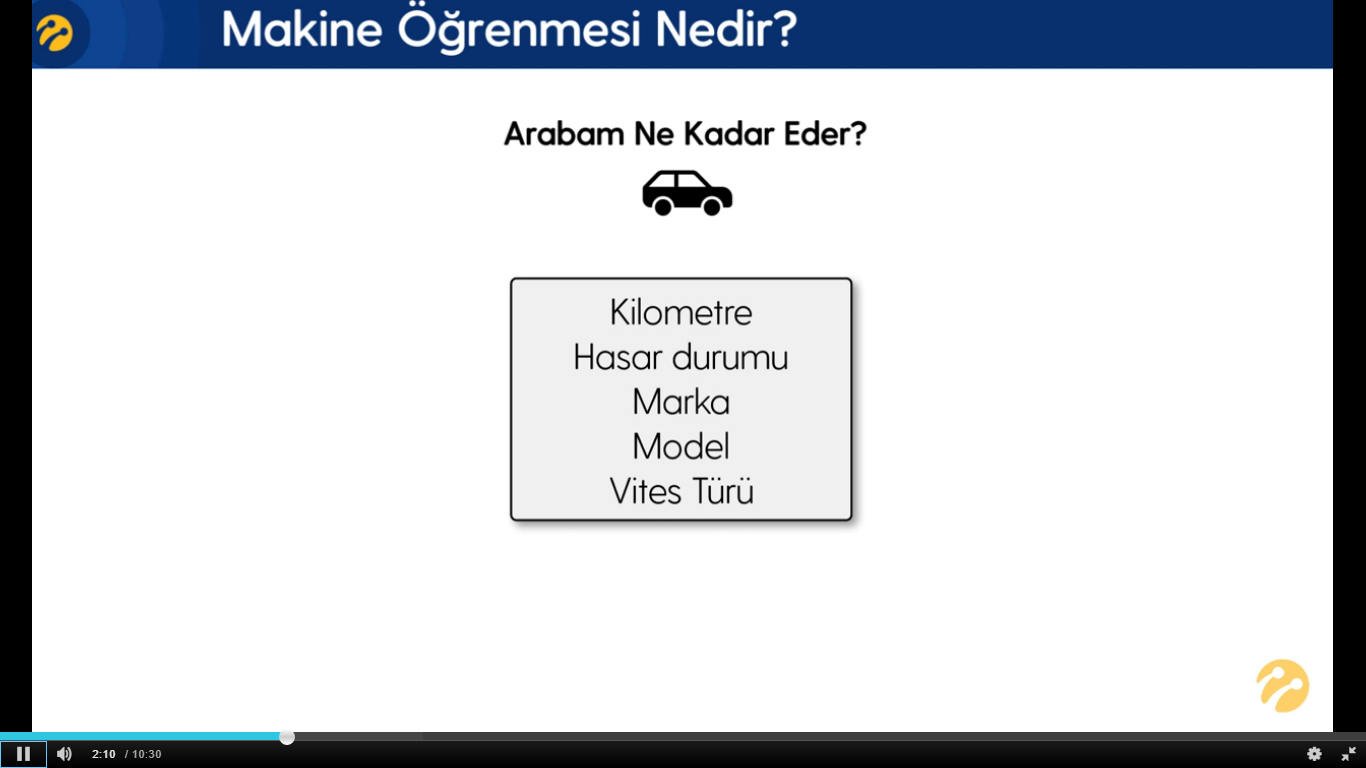 Makine Öğrenmesi Nedir?
Arabam Ne Kadar Eder?
Kilometre
Hasar durumu
Marka
Model
Vites Türü
2:10 / 10:30